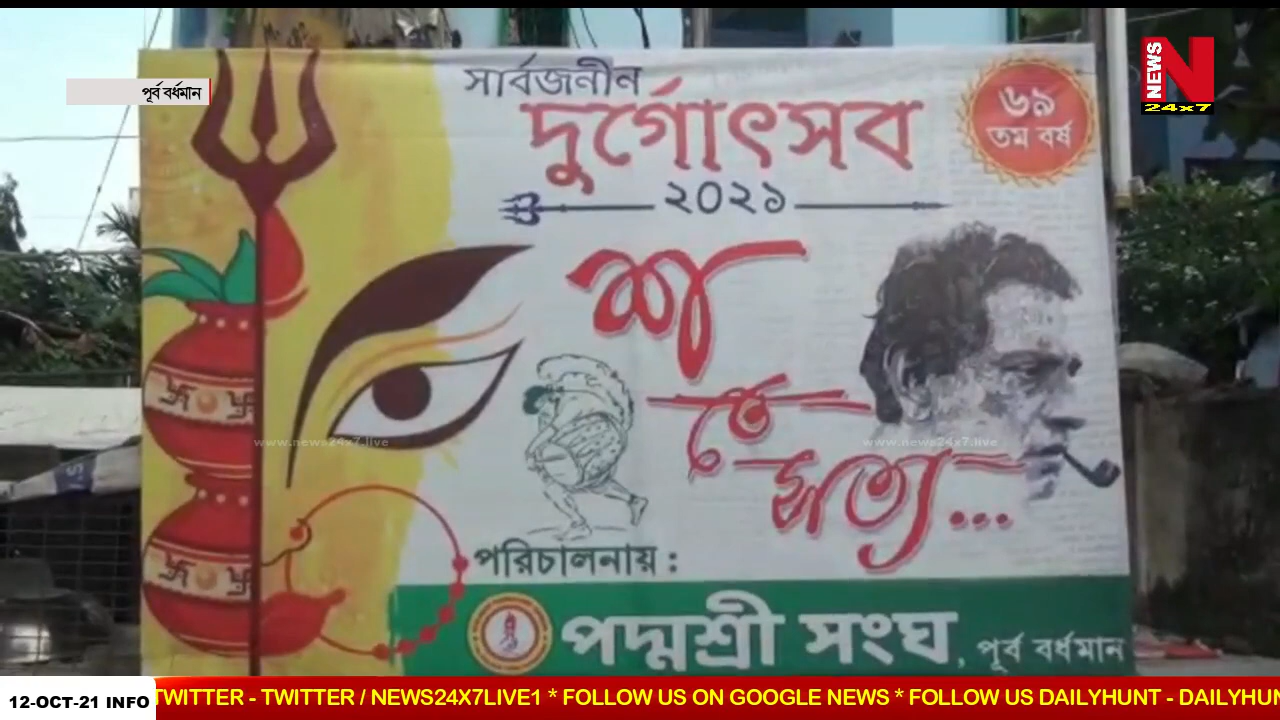 পূর্ব বর্ধমান
NEWS
N
24x7
সার্বজনীন
দুর্গোৎসব
২০২১
৬৯
তম বর্ষ
শ
তে
সত্য...
www.news24x7.live
www.news24x7.live
পরিচালনায় :
পদ্মশ্রী সংঘ, পূর্ব বর্ধমান
12-OCT-21 INFO TWITTER - TWITTER / NEWS24X7LIVE1 * FOLLOW US ON GOOGLE NEWS * FOLLOW US DAILYHUNT - DAILYHUN